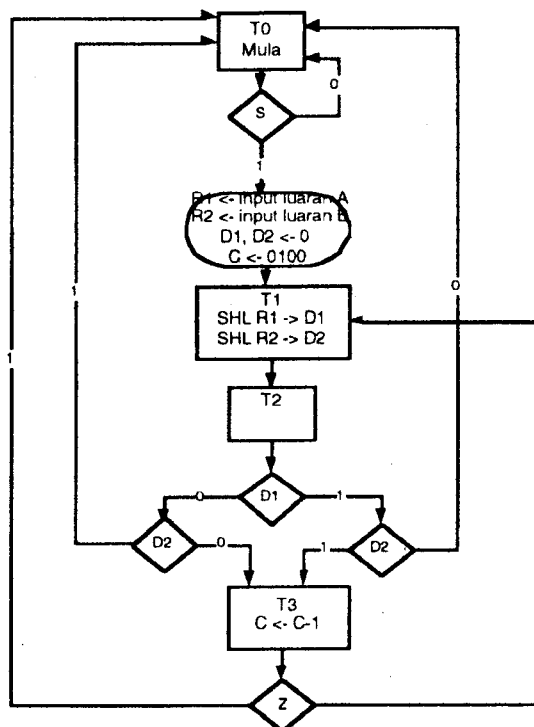 T0
Mula
0
S
1
R1 <- input luaran A
R2 <- input luaran B
D1, D2 <- 0
C <- 0100
1
0
T1
SHL R1 -> D1
SHL R2 -> D2
1
T2
0
D1
1
D2
0
1
D2
T3
C <- C-1
Z